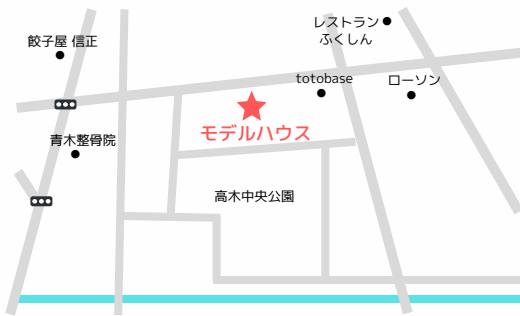 レストラン
ふくしん
餃子屋 信正
totobase
ローソン
モデルハウス
青木整骨院
高木中央公園